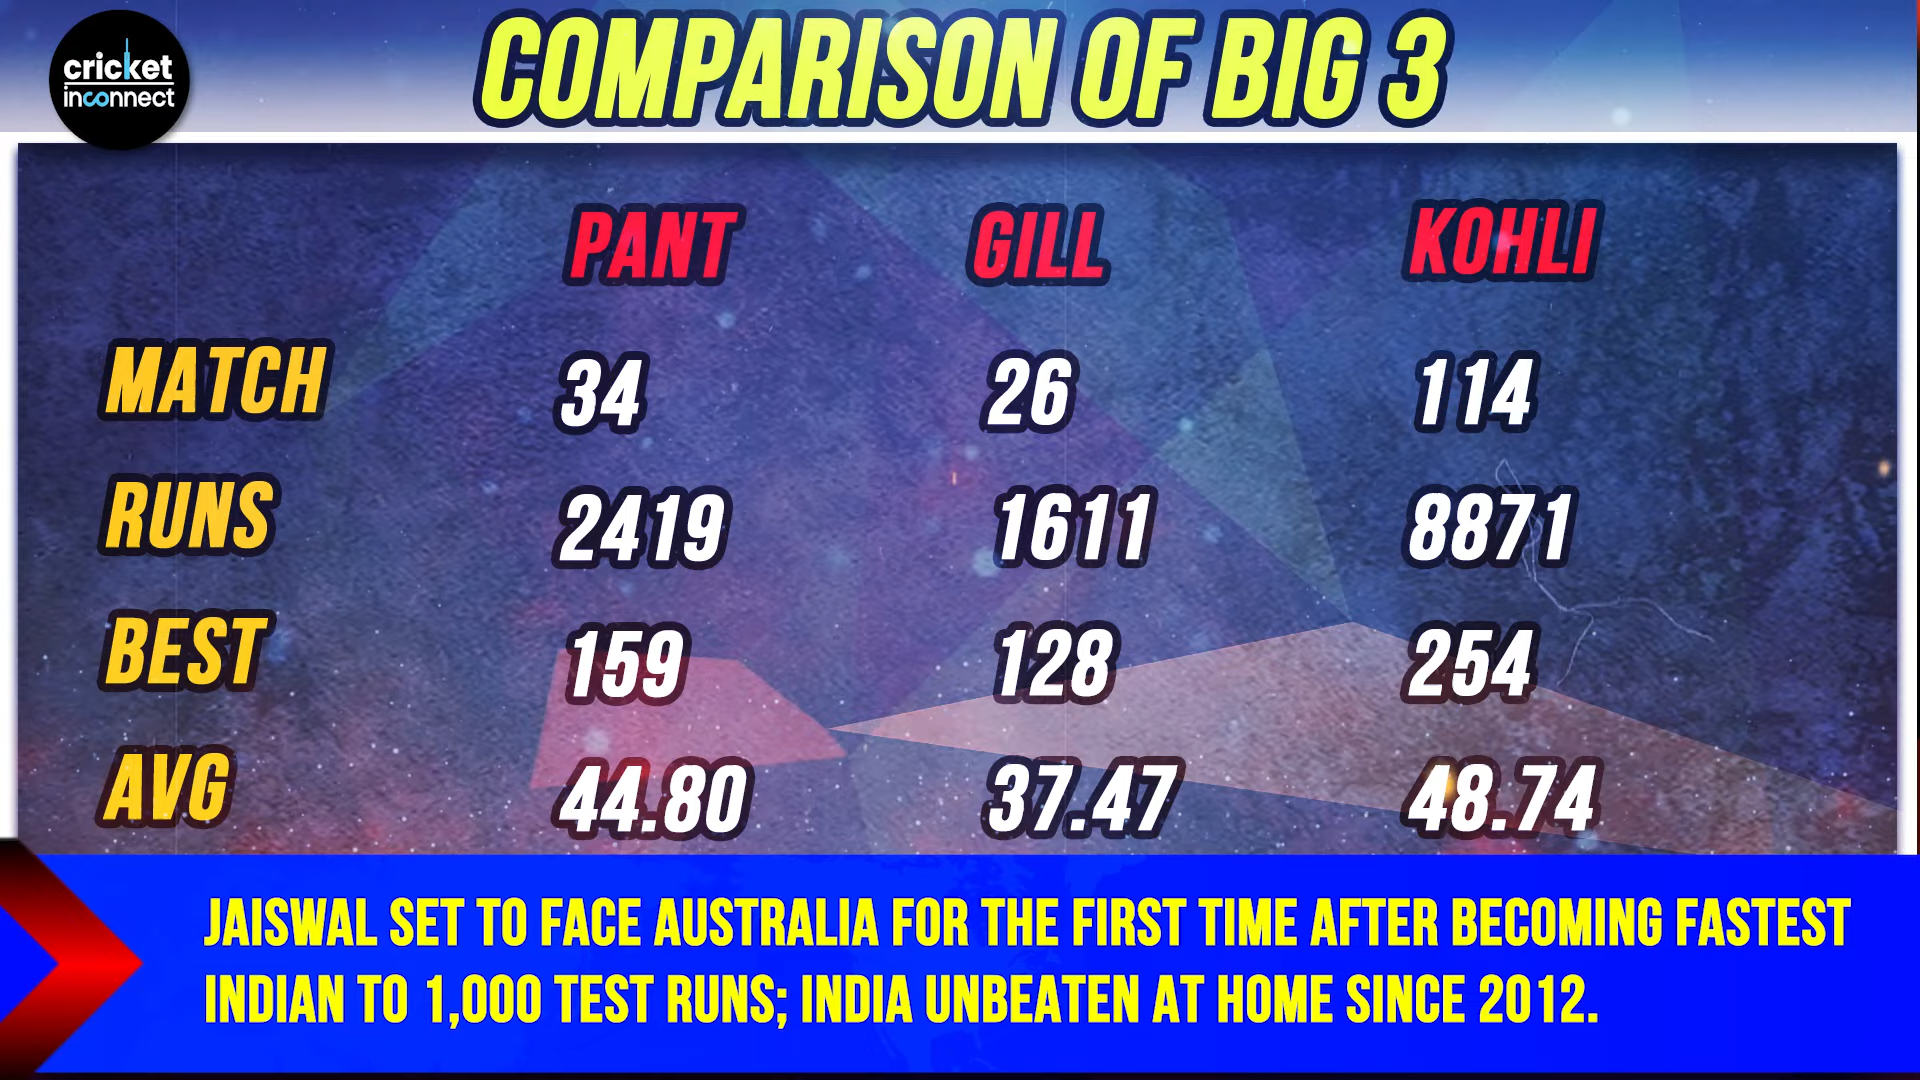 cricket
inconnect
COMPARISON OF BIG 3
PANT GILL KOHLI
MATCH 34 26 114
RUNS 2419 1611 8871
BEST 159 128 254
AVG 44.80 37.47 48.74
JAISWAL SET TO FACE AUSTRALIA FOR THE FIRST TIME AFTER BECOMING FASTEST
INDIAN TO 1,000 TEST RUNS; INDIA UNBEATEN AT HOME SINCE 2012.